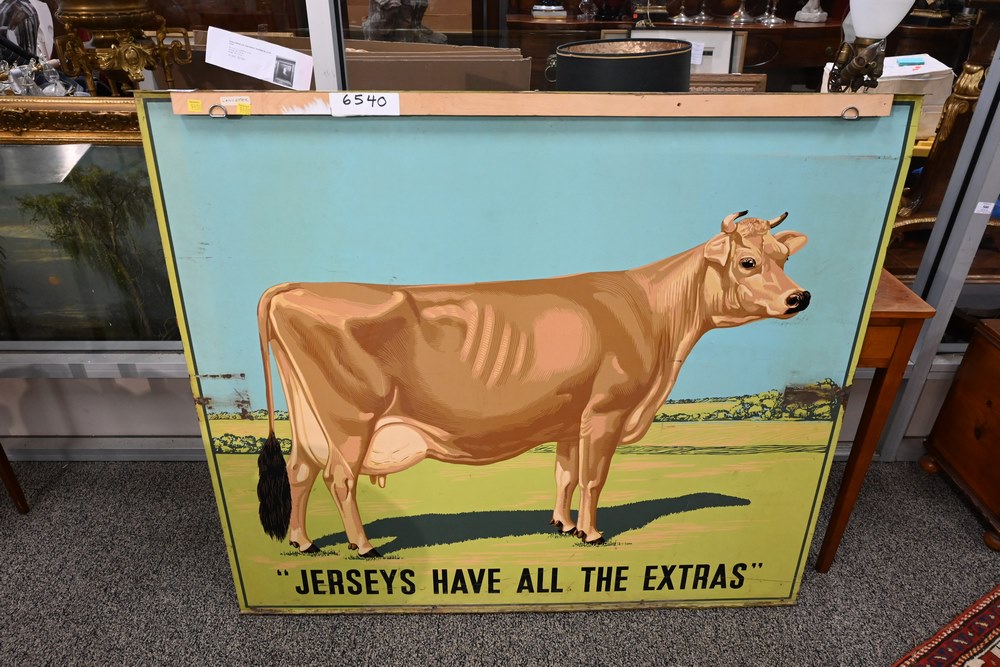 6540
"JERSEYS HAVE ALL THE EXTRAS"